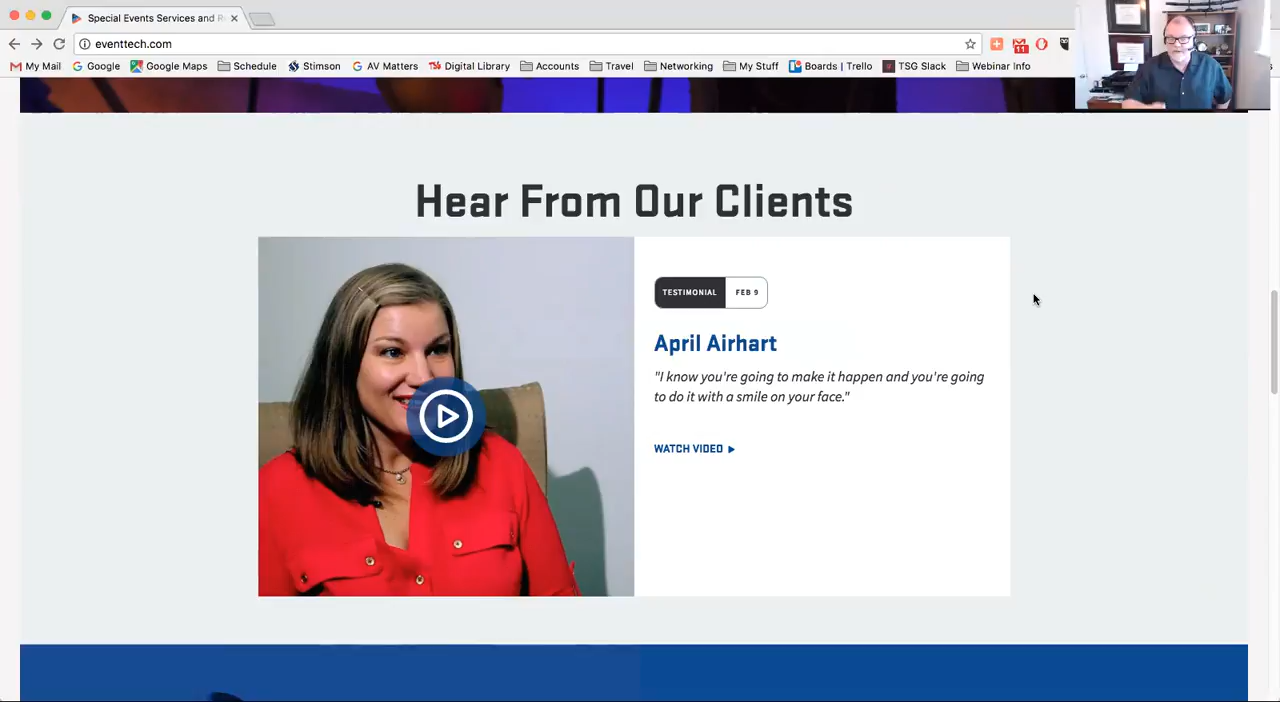 Special Events Services and R
eventtech.com
11
My Mail Google Google Maps Schedule Stimson AV Matters Digital Library Accounts Travel Networking My Stuff Boards | Trello TSG Slack Webinar Info
Hear From Our Clients
TESTIMONIAL FEB 9
April Airhart
"I know you're going to make it happen and you're going
to do it with a smile on your face."
WATCH VIDEO